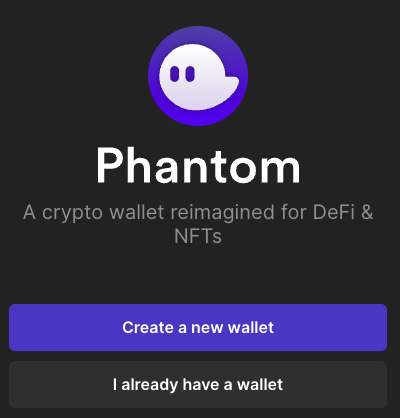 Phantom
A crypto wallet reimagined for DeFi &
NFTs
Create a new wallet
I already have a wallet